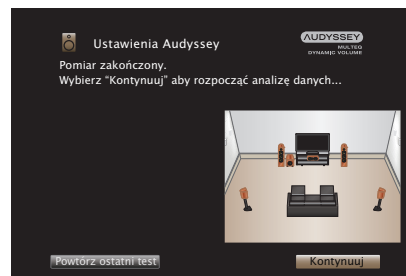 Ustawienia Audyssey
AUDYSSEY
MULTEQ
DYNAMIC VOLUME
Pomiar zakończony.
Wybierz “Kontynuuj” aby rozpocząć analizę danych...
Powtórz ostatni test
Kontynuuj